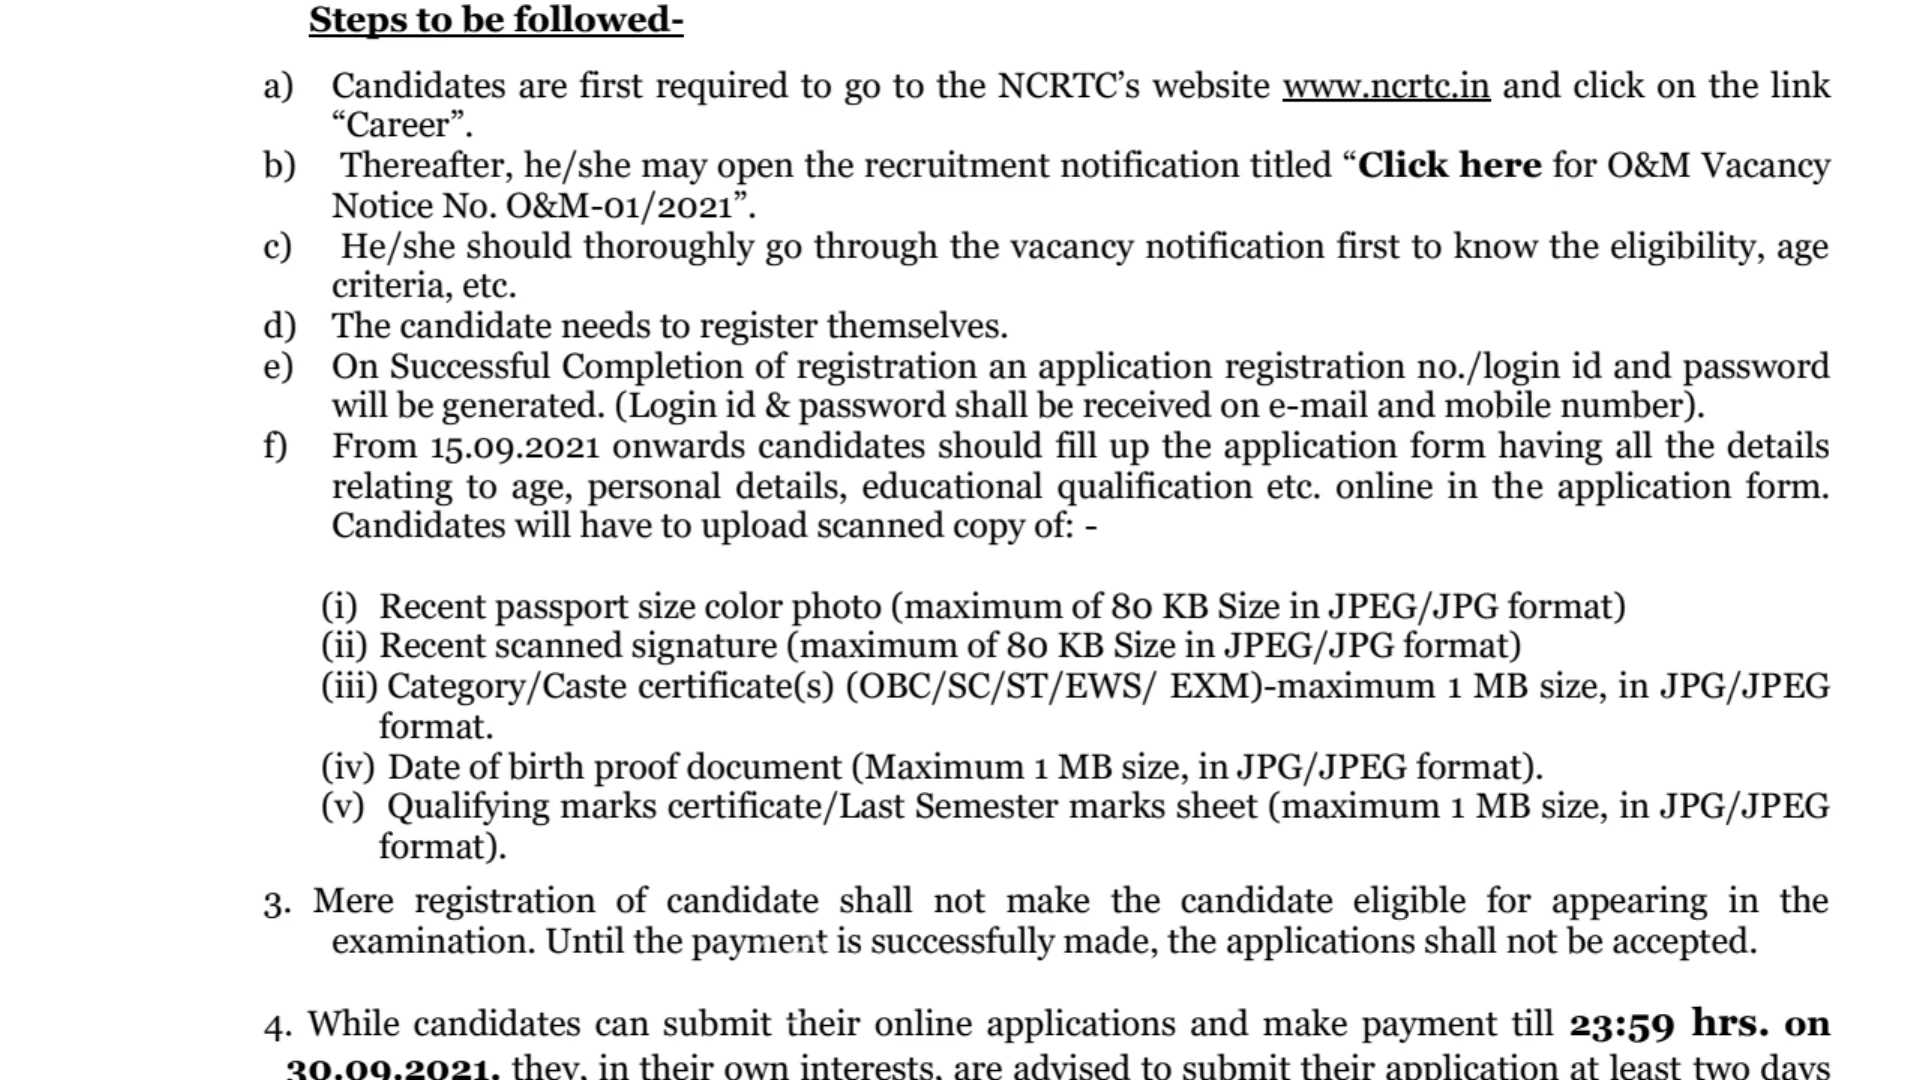 Steps to be followed-
a) Candidates are first required to go to the NCRTC’s website www.ncrtc.in and click on the link
“Career”.
b) Thereafter, he/she may open the recruitment notification titled “Click here for O&M Vacancy
Notice No. O&M-01/2021”.
c) He/she should thoroughly go through the vacancy notification first to know the eligibility, age
criteria, etc.
d) The candidate needs to register themselves.
e) On Successful Completion of registration an application registration no./login id and password
will be generated. (Login id & password shall be received on e-mail and mobile number).
f) From 15.09.2021 onwards candidates should fill up the application form having all the details
relating to age, personal details, educational qualification etc. online in the application form.
Candidates will have to upload scanned copy of: -
(i) Recent passport size color photo (maximum of 80 KB Size in JPEG/JPG format)
(ii) Recent scanned signature (maximum of 80 KB Size in JPEG/JPG format)
(iii) Category/Caste certificate(s) (OBC/SC/ST/EWS/ EXM)-maximum 1 MB size, in JPG/JPEG
format.
(iv) Date of birth proof document (Maximum 1 MB size, in JPG/JPEG format).
(v) Qualifying marks certificate/Last Semester marks sheet (maximum 1 MB size, in JPG/JPEG
format).
3. Mere registration of candidate shall not make the candidate eligible for appearing in the
examination. Until the payment is successfully made, the applications shall not be accepted.
4. While candidates can submit their online applications and make payment till 23:59 hrs. on
30.09.2021, they, in their own interests, are advised to submit their application at least two days